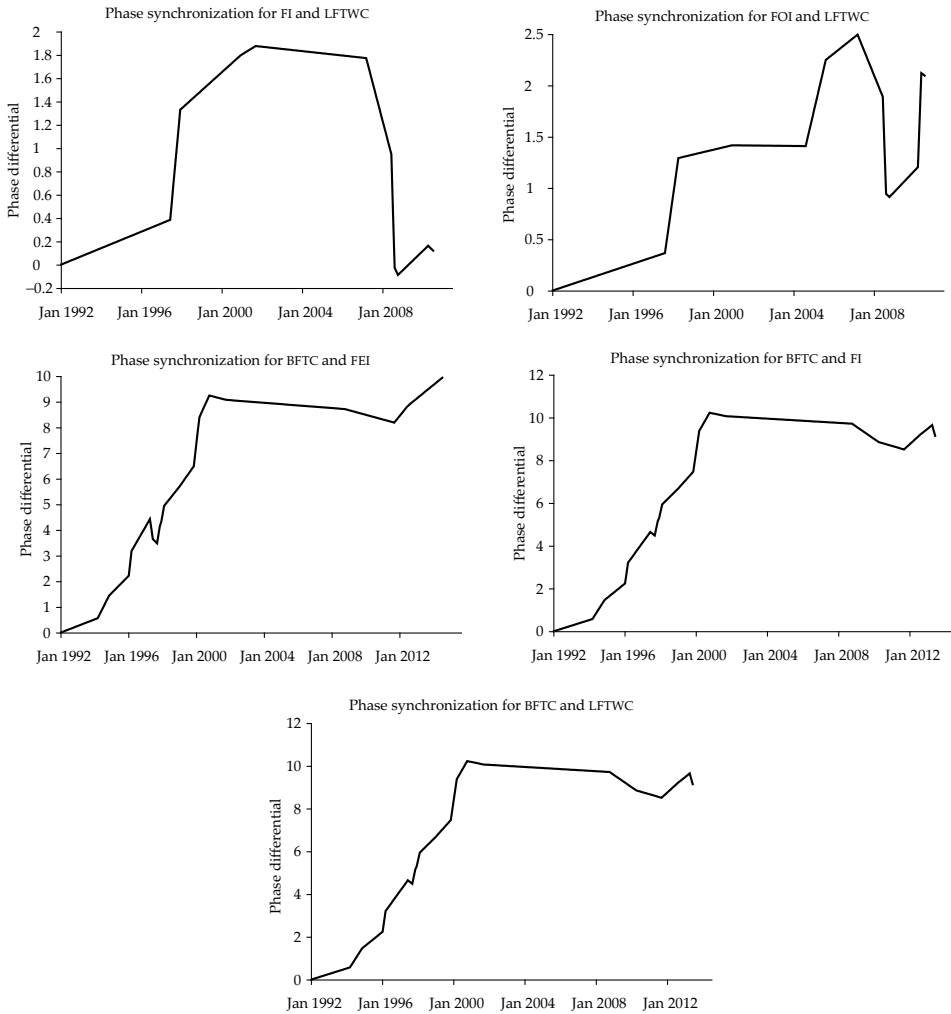 Phase synchronization for FI and LFTWC
2
1.8
1.6
1.4
1.2
1
0.8
0.6
0.4
0.2
0
−0.2
Phase differential
Jan 1992 Jan 1996 Jan 2000 Jan 2004 Jan 2008
Phase synchronization for FOI and LFTWC
2.5
2
1.5
1
0.5
0
Phase differential
Jan 1992 Jan 1996 Jan 2000 Jan 2004 Jan 2008
Phase synchronization for BFTC and FEI
10
9
8
7
6
5
4
3
2
1
0
Phase differential
Jan 1992 Jan 1996 Jan 2000 Jan 2004 Jan 2008 Jan 2012
Phase synchronization for BFTC and FI
12
10
8
6
4
2
0
Phase differential
Jan 1992 Jan 1996 Jan 2000 Jan 2004 Jan 2008 Jan 2012
Phase synchronization for BFTC and LFTWC
12
10
8
6
4
2
0
Phase differential
Jan 1992 Jan 1996 Jan 2000 Jan 2004 Jan 2008 Jan 2012